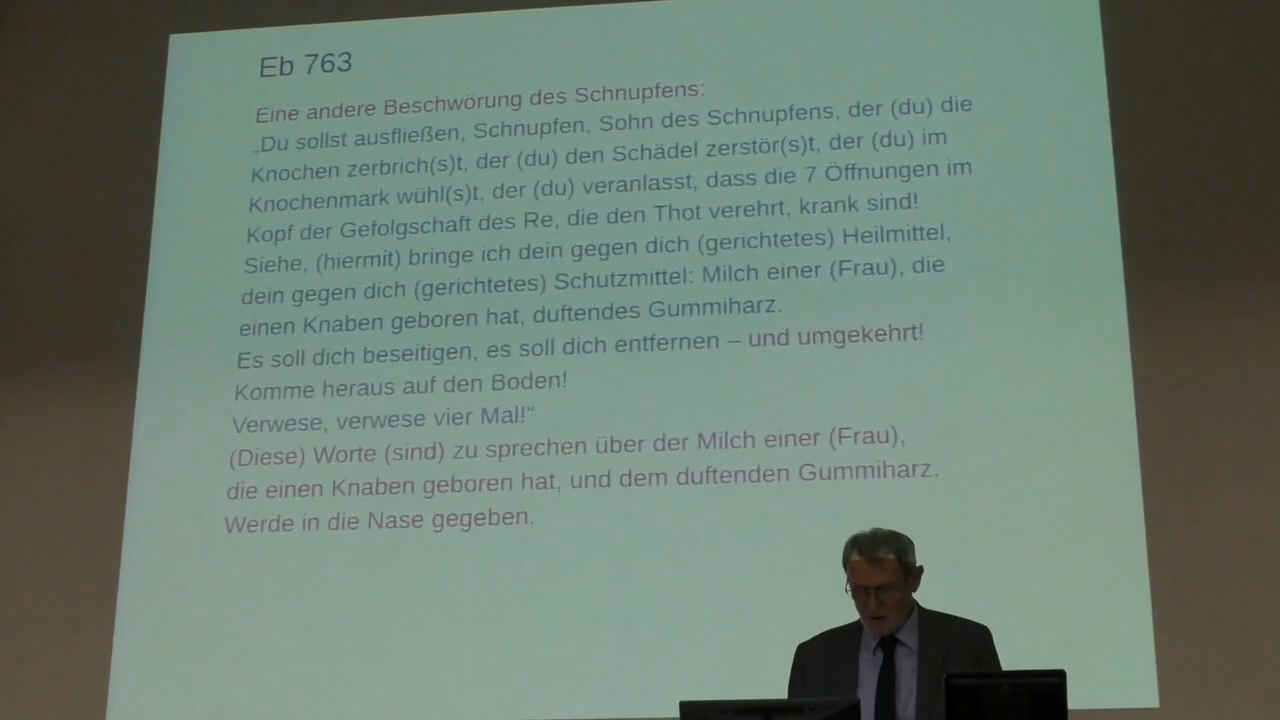 Eb 763
Eine andere Beschwörung des Schnupfens:
„Du sollst ausfließen, Schnupfen, Sohn des Schnupfens, der (du) die
Knochen zerbrich(s)t, der (du) den Schädel zerstör(s)t, der (du) im
Knochenmark wühl(s)t, der (du) veranlasst, dass die 7 Öffnungen im
Kopf der Gefolgschaft des Re, die den Thot verehrt, krank sind!
Siehe, (hiermit) bringe ich dein gegen dich (gerichtetes) Heilmittel,
dein gegen dich (gerichtetes) Schutzmittel: Milch einer (Frau), die
einen Knaben geboren hat, duftendes Gummiharz.
Es soll dich beseitigen, es soll dich entfernen – und umgekehrt!
Komme heraus auf den Boden!
Verwese, verwese vier Mal!“
(Diese) Worte (sind) zu sprechen über der Milch einer (Frau),
die einen Knaben geboren hat, und dem duftenden Gummiharz.
Werde in die Nase gegeben.